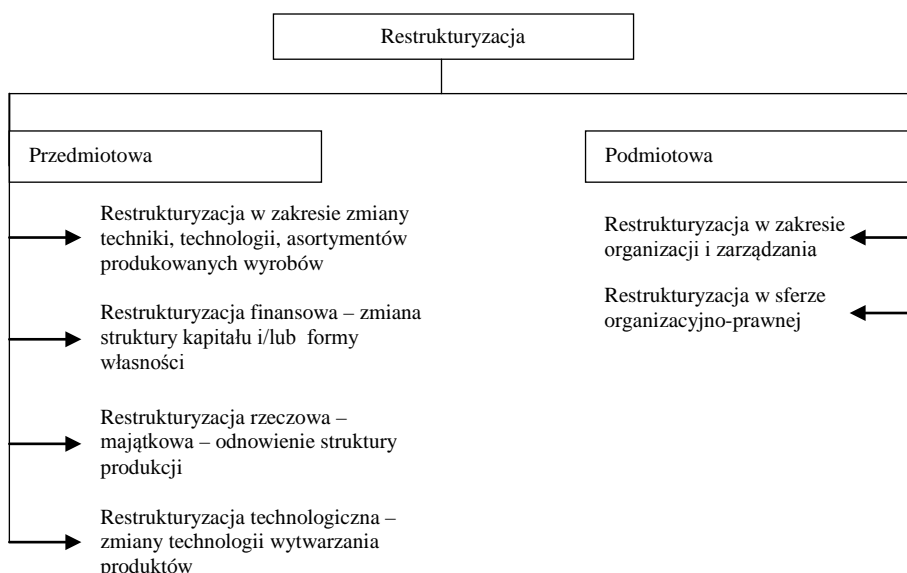 Restrukturyzacja
Przedmiotowa
Restrukturyzacja w zakresie zmiany
techniki, technologii, asortymentów
produkowanych wyrobów
Restrukturyzacja finansowa – zmiana
struktury kapitału i/lub formy
własności
Restrukturyzacja rzeczowa –
majątkowa – odnowienie struktury
produkcji
Restrukturyzacja technologiczna –
zmiany technologii wytwarzania
produktów
Podmiotowa
Restrukturyzacja w zakresie
organizacji i zarządzania
Restrukturyzacja w sferze
organizacyjno-prawnej